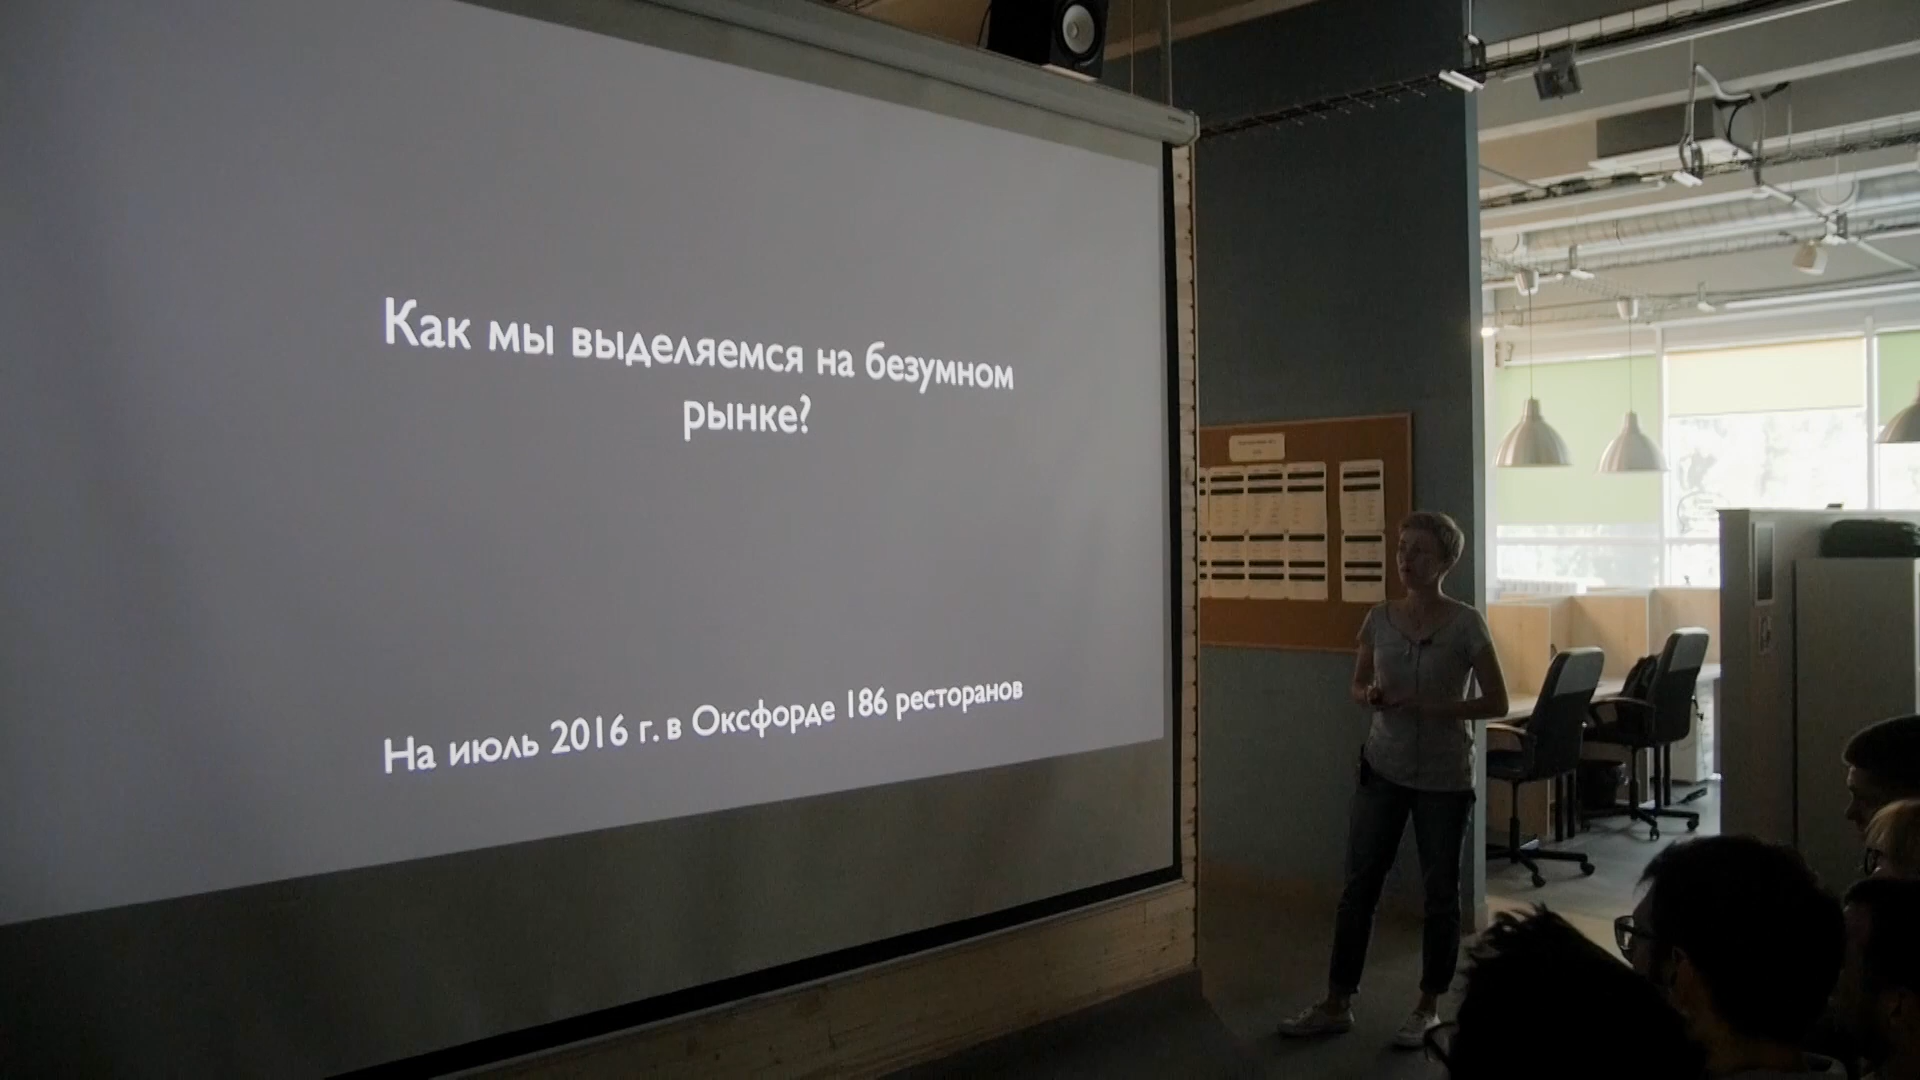 Как мы выделяемся на безумном
рынке?
На июль 2016 г. в Оксфорде 186 ресторанов